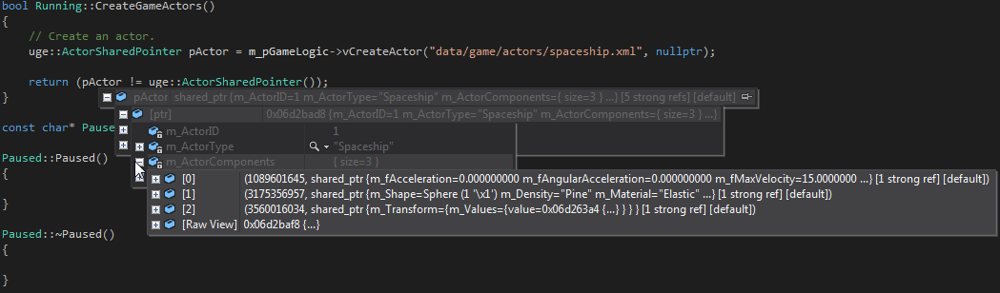 bool Running::CreateGameActors()
{
// Create an actor.
uge::ActorSharedPointer pActor = m_pGameLogic->vCreateActor("data/game/actors/spaceship.xml", nullptr);
return (pActor != uge::ActorSharedPointer());
}
pActor shared_ptr {m_ActorID=1 m_ActorType="Spaceship" m_ActorComponents={ size=3 } ...} [5 strong refs] [default]
[ptr] 0x06d2bad8 {m_ActorID=1 m_ActorType="Spaceship" m_ActorComponents={ size=3 } ...}
const char* Paus
m_ActorID 1
m_ActorType "Spaceship"
Paused::Paused()
m_ActorComponents { size=3 }
{
[0] (1089601645, shared_ptr {m_fAcceleration=0.000000000 m_fAngularAcceleration=0.000000000 m_fMaxVelocity=15.0000000 ...} [1 strong ref] [default])
[1] (3175356957, shared_ptr {m_Shape=Sphere (1 '\x1') m_Density="Pine" m_Material="Elastic" ...} [1 strong ref] [default])
}
[2] (3560016034, shared_ptr {m_Transform={m_Values={value=0x06d263a4 {...} } } } [1 strong ref] [default])
[Raw View] 0x06d2baf8 {...}
Paused::~Paused()
{
}